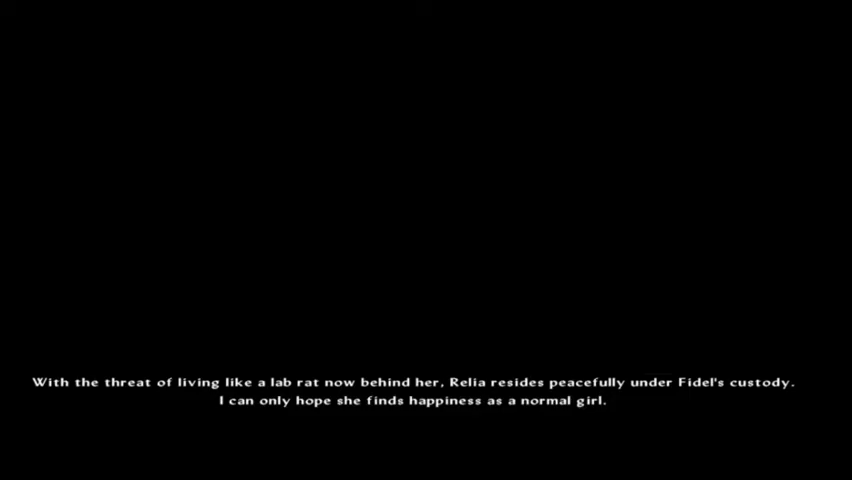 With the threat of living like a lab rat now behind her, Relia resides peacefully under Fidel's custody.
I can only hope she finds happiness as a normal girl.